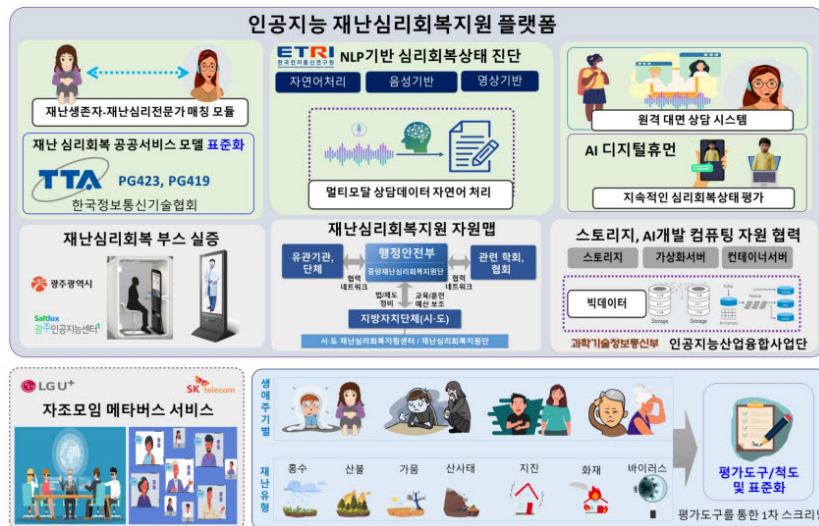 인공지능 재난심리회복지원 플랫폼
재난생존자-재난심리전문가 매칭 모듈
재난 심리회복 공공서비스 모델 표준화
TTA PG423, PG419
한국정보통신기술협회
ETRI NLP기반 심리회복상태 진단
한국전자통신연구원
자연어처리 음성기반 영상기반
멀티모달 상담데이터 자연어 처리
원격 대면 상담 시스템
AI 디지털휴먼
지속적인 심리회복상태 평가
재난심리회복 부스 실증
광주광역시
Saltlux
광주인공지능센터
재난심리회복지원 자원맵
유관기관, 단체
협력 네트워크
행정안전부
중앙재난심리회복지원단
협력 네트워크
관련 학회, 협회
법/제도 정비
교육/훈련 예산 보조
지방자치단체(시·도)
시·도 재난심리회복지원센터 / 재난심리회복지원단
스토리지, AI개발 컴퓨팅 자원 협력
스토리지 가상화서버 컨테이너서버
빅데이터
Storage Storage
과학기술정보통신부 인공지능산업융합사업단
LG U+ SK telecom
자조모임 메타버스 서비스
생애주기별
재난유형
홍수 산불 가뭄 산사태 지진 화재 바이러스
평가도구/척도
및 표준화
평가도구를 통한 1차 스크리닝